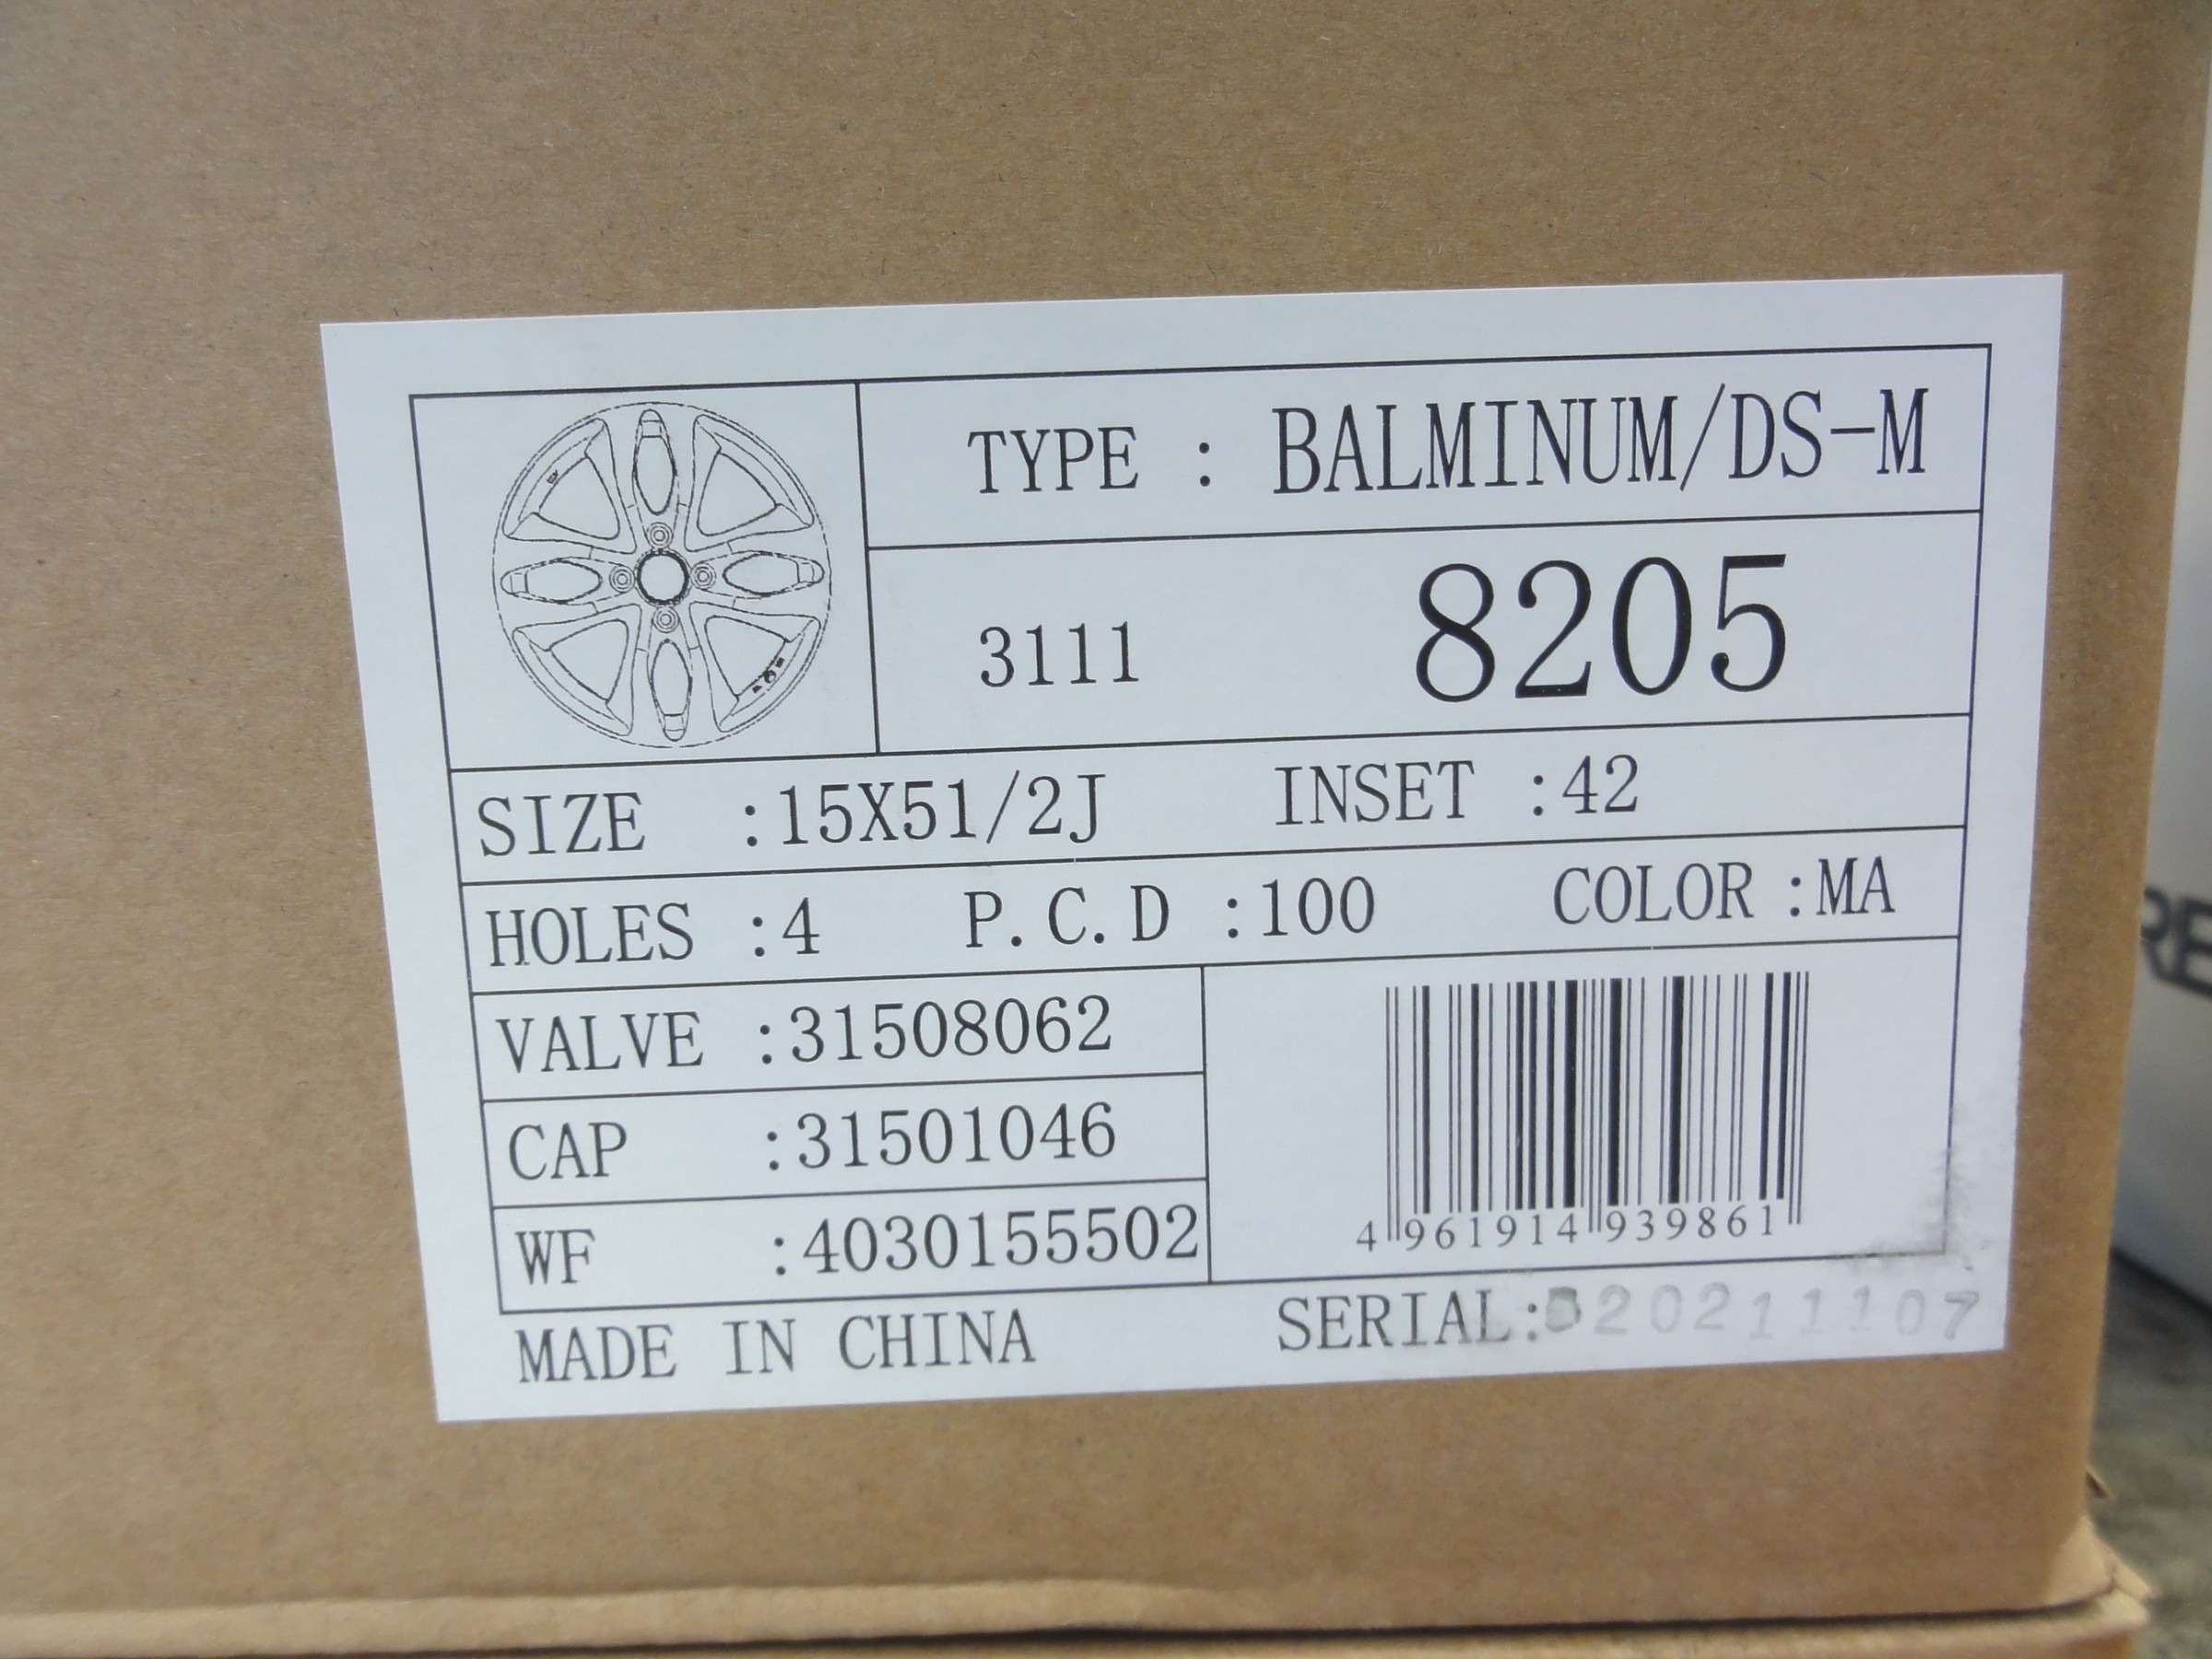 TYPE : BALMINUM/DS-M
3111 8205
SIZE :15X51/2J INSET :42
HOLES :4 P.C.D :100 COLOR :MA
VALVE :31508062
CAP :31501046
WF :4030155502
4 961914 939861
MADE IN CHINA SERIAL: